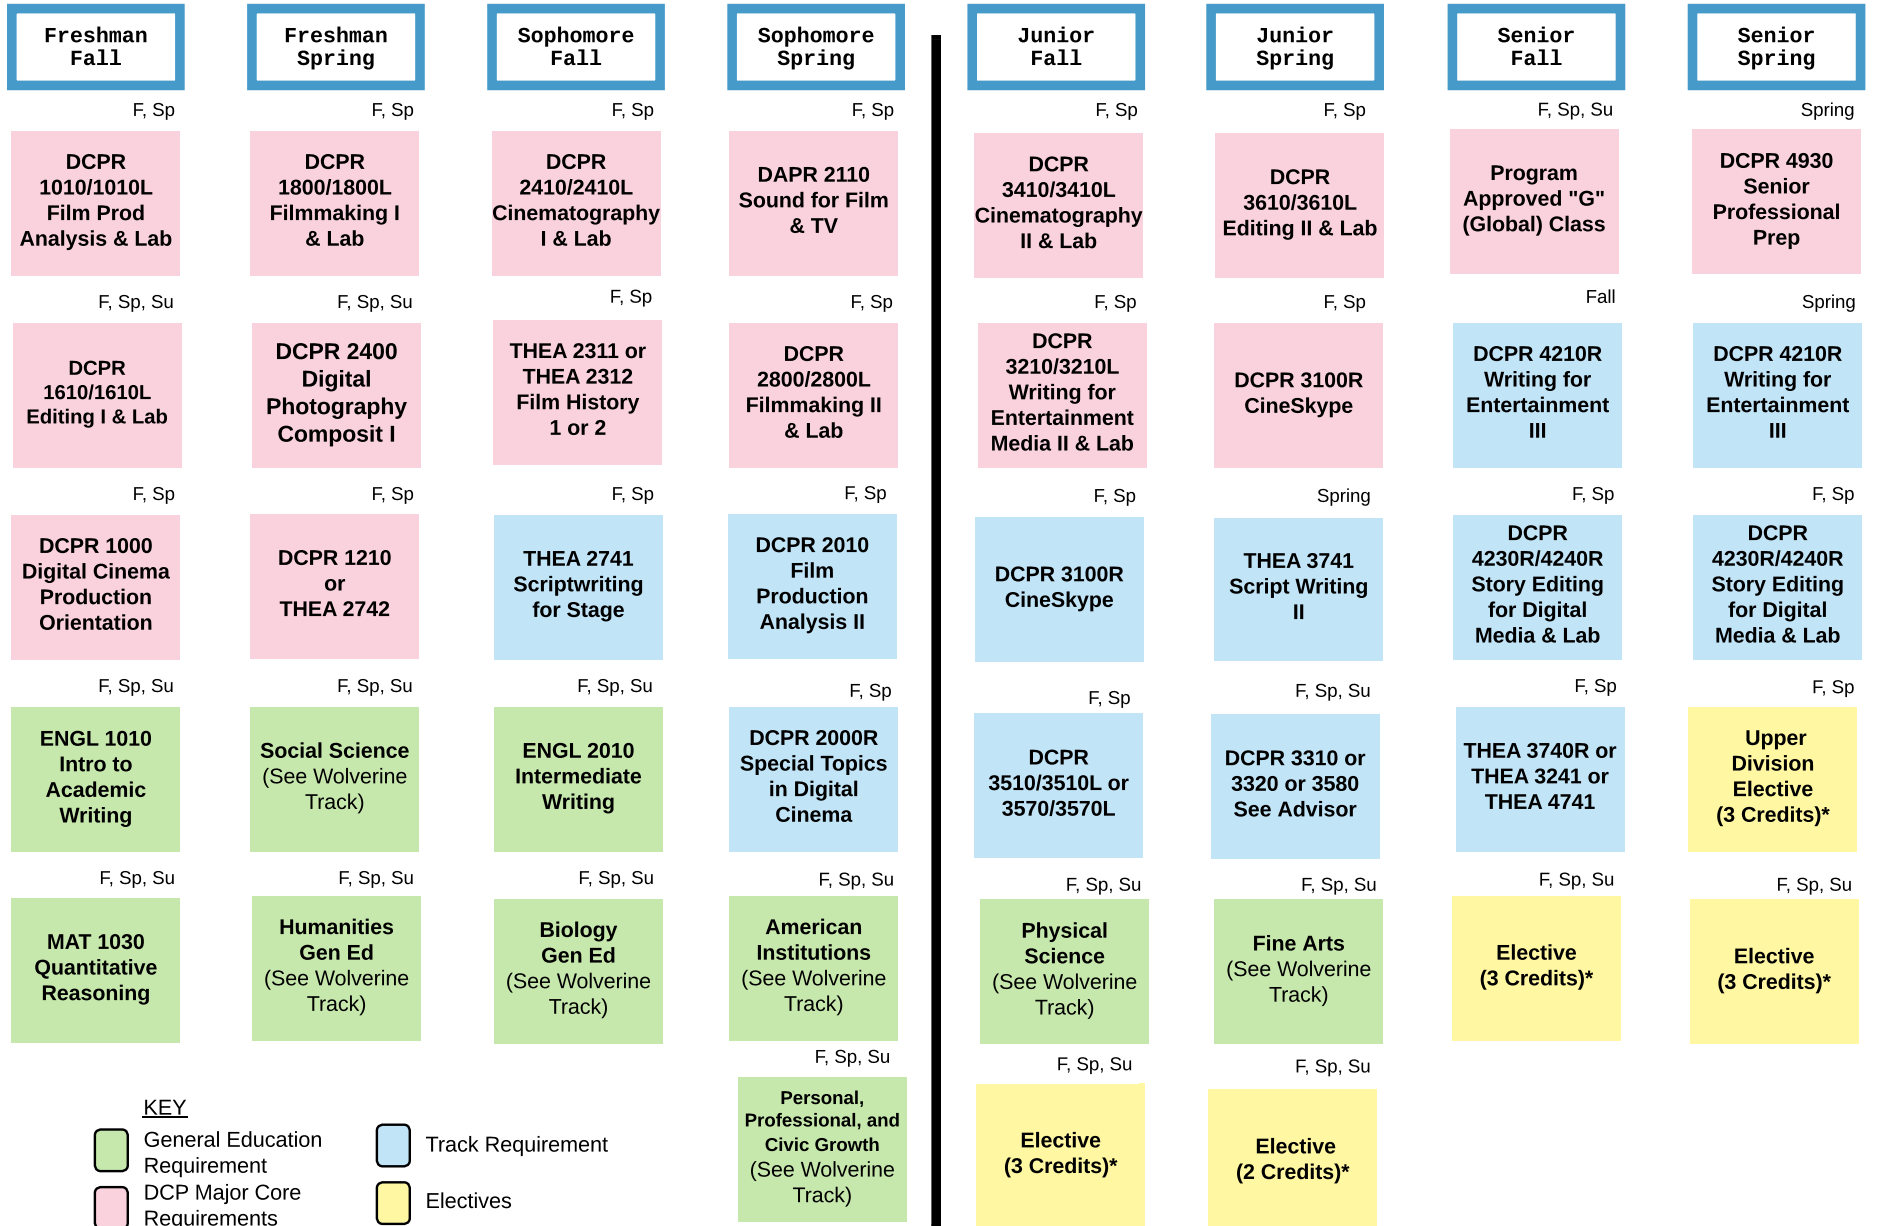 Freshman
Fall
F, Sp
DCPR
1010/1010L
Film Prod
Analysis & Lab
F, Sp, Su
DCPR
1610/1610L
Editing I & Lab
F, Sp
DCPR 1000
Digital Cinema
Production
Orientation
F, Sp, Su
ENGL 1010
Intro to
Academic
Writing
F, Sp, Su
MAT 1030
Quantitative
Reasoning
Freshman
Spring
F, Sp
DCPR
1800/1800L
Filmmaking I
& Lab
F, Sp, Su
DCPR 2400
Digital
Photography
Composit I
F, Sp
DCPR 1210
or
THEA 2742
F, Sp, Su
Social Science
(See Wolverine
Track)
F, Sp, Su
Humanities
Gen Ed
(See Wolverine
Track)
Sophomore
Fall
F, Sp
DCPR
2410/2410L
Cinematography
I & Lab
F, Sp
THEA 2311 or
THEA 2312
Film History
1 or 2
F, Sp
THEA 2741
Scriptwriting
for Stage
F, Sp, Su
ENGL 2010
Intermediate
Writing
F, Sp, Su
Biology
Gen Ed
(See Wolverine
Track)
Sophomore
Spring
F, Sp
DAPR 2110
Sound for Film
& TV
F, Sp
DCPR
2800/2800L
Filmmaking II
& Lab
F, Sp
DCPR 2010
Film
Production
Analysis II
F, Sp
DCPR 2000R
Special Topics
in Digital
Cinema
F, Sp, Su
American
Institutions
(See Wolverine
Track)
F, Sp, Su
Personal,
Professional, and
Civic Growth
(See Wolverine
Track)
Junior
Fall
F, Sp
DCPR
3410/3410L
Cinematography
II & Lab
F, Sp
DCPR
3210/3210L
Writing for
Entertainment
Media II & Lab
F, Sp
DCPR 3100R
CineSkype
F, Sp
DCPR
3510/3510L or
3570/3570L
F, Sp, Su
Physical
Science
(See Wolverine
Track)
F, Sp, Su
Elective
(3 Credits)*
Junior
Spring
F, Sp
DCPR
3610/3610L
Editing II & Lab
F, Sp
DCPR 3100R
CineSkype
Spring
THEA 3741
Script Writing
II
F, Sp, Su
DCPR 3310 or
3320 or 3580
See Advisor
F, Sp, Su
Fine Arts
(See Wolverine
Track)
F, Sp, Su
Elective
(2 Credits)*
Senior
Fall
F, Sp, Su
Program
Approved "G"
(Global) Class
Fall
DCPR 4210R
Writing for
Entertainment
III
F, Sp
DCPR
4230R/4240R
Story Editing
for Digital
Media & Lab
F, Sp
THEA 3740R or
THEA 3241 or
THEA 4741
F, Sp, Su
Elective
(3 Credits)*
Senior
Spring
Spring
DCPR 4930
Senior
Professional
Prep
Spring
DCPR 4210R
Writing for
Entertainment
III
F, Sp
DCPR
4230R/4240R
Story Editing
for Digital
Media & Lab
F, Sp
Upper
Division
Elective
(3 Credits)*
F, Sp, Su
Elective
(3 Credits)*
KEY
General Education
Requirement
DCP Major Core
Requirements
Track Requirement
Electives